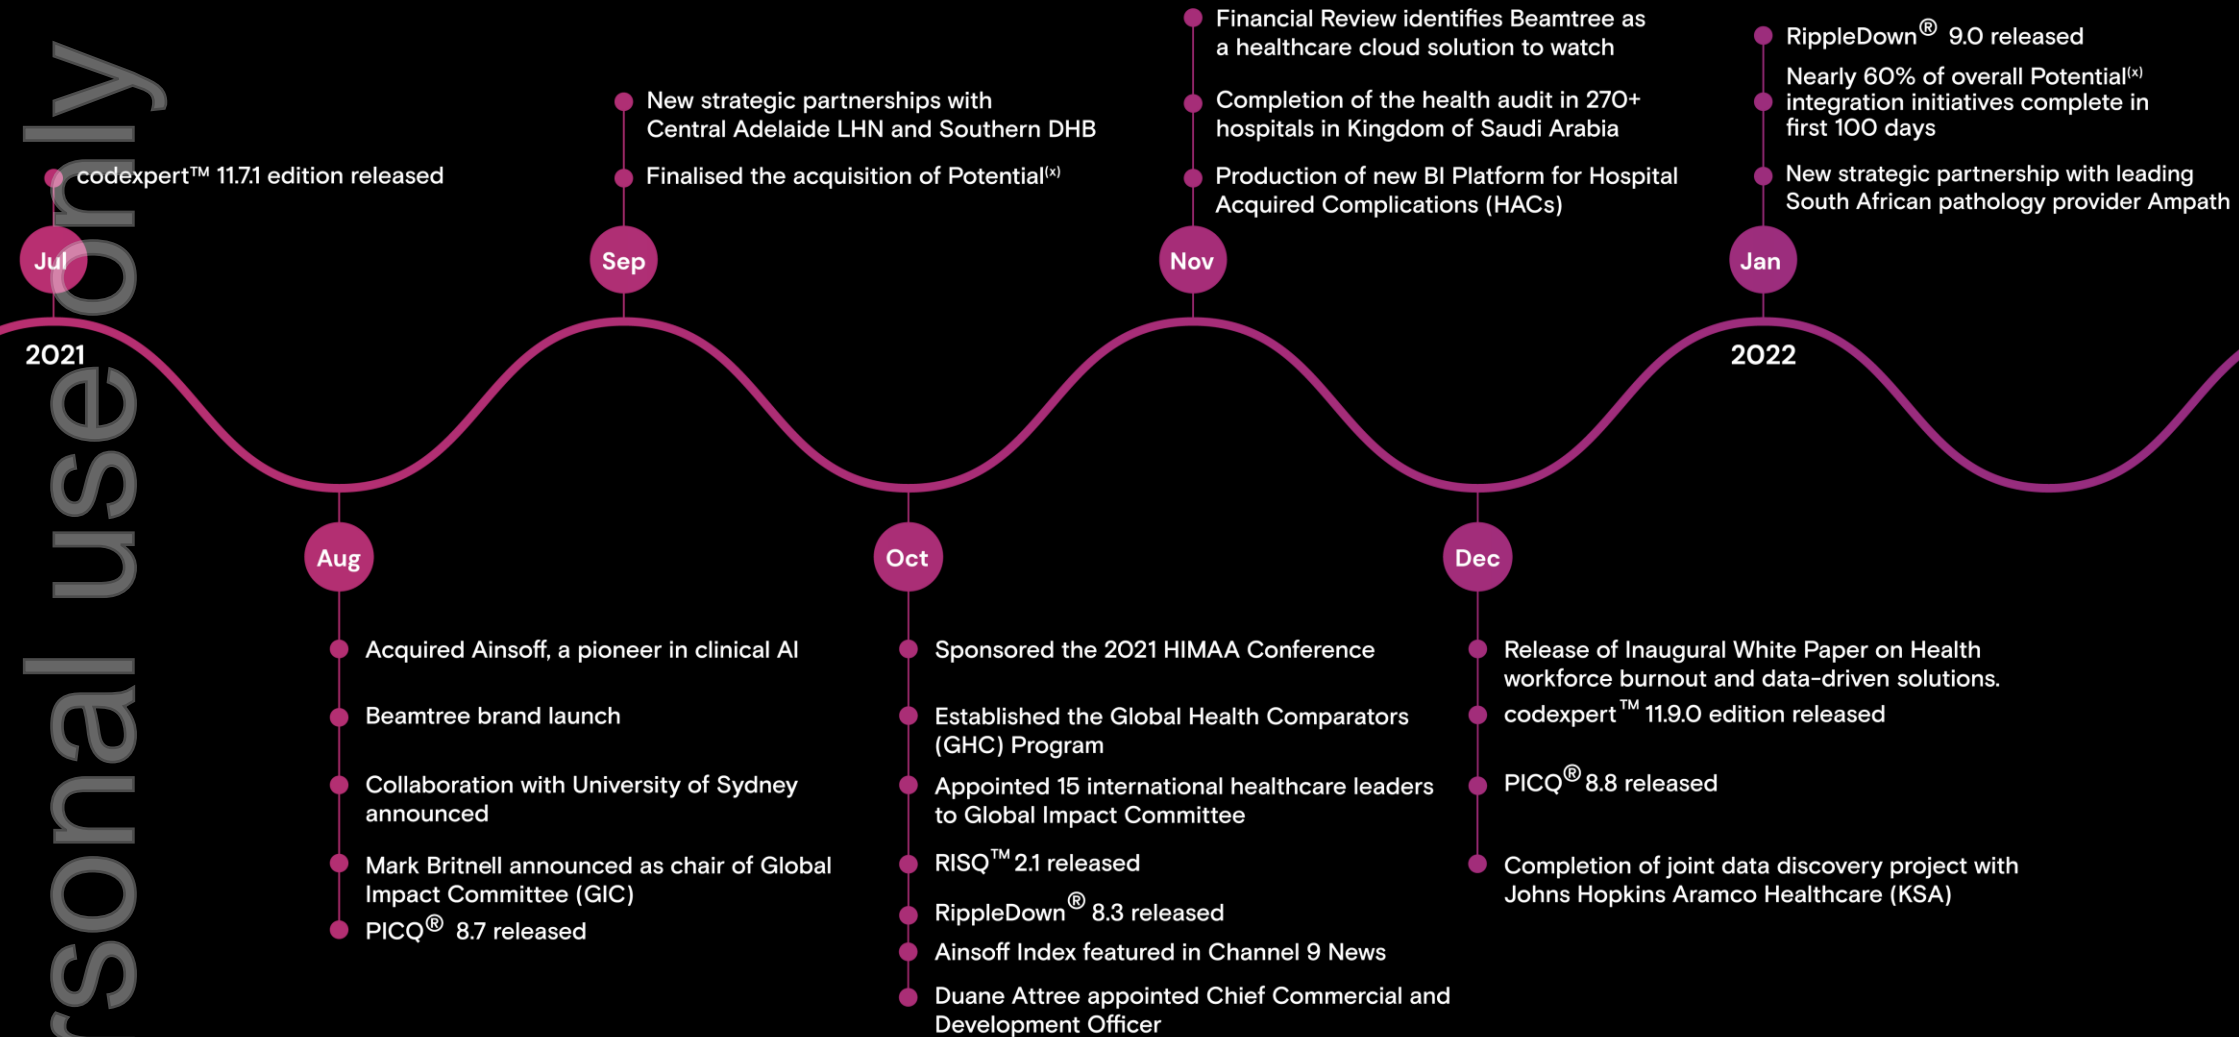 codexpert™ 11.7.1 edition released
Jul
2021
Acquired Ainsoff, a pioneer in clinical AI
Beamtree brand launch
Collaboration with University of Sydney
announced
Mark Britnell announced as chair of Global
Impact Committee (GIC)
PICQ® 8.7 released
Aug
New strategic partnerships with
Central Adelaide LHN and Southern DHB
Finalised the acquisition of Potential(x)
Sep
Oct
Sponsored the 2021 HIMAA Conference
Established the Global Health Comparators
(GHC) Program
Appointed 15 international healthcare leaders
to Global Impact Committee
RISQ™ 2.1 released
RippleDown® 8.3 released
Ainsoff Index featured in Channel 9 News
Duane Attree appointed Chief Commercial and
Development Officer
Financial Review identifies Beamtree as
a healthcare cloud solution to watch
Completion of the health audit in 270+
hospitals in Kingdom of Saudi Arabia
Production of new BI Platform for Hospital
Acquired Complications (HACs)
Nov
Dec
Release of Inaugural White Paper on Health
workforce burnout and data-driven solutions.
codexpert™ 11.9.0 edition released
PICQ® 8.8 released
Completion of joint data discovery project with
Johns Hopkins Aramco Healthcare (KSA)
RippleDown® 9.0 released
Nearly 60% of overall Potential(x)
integration initiatives complete in
first 100 days
New strategic partnership with leading
South African pathology provider Ampath
Jan
2022
rsonal use only